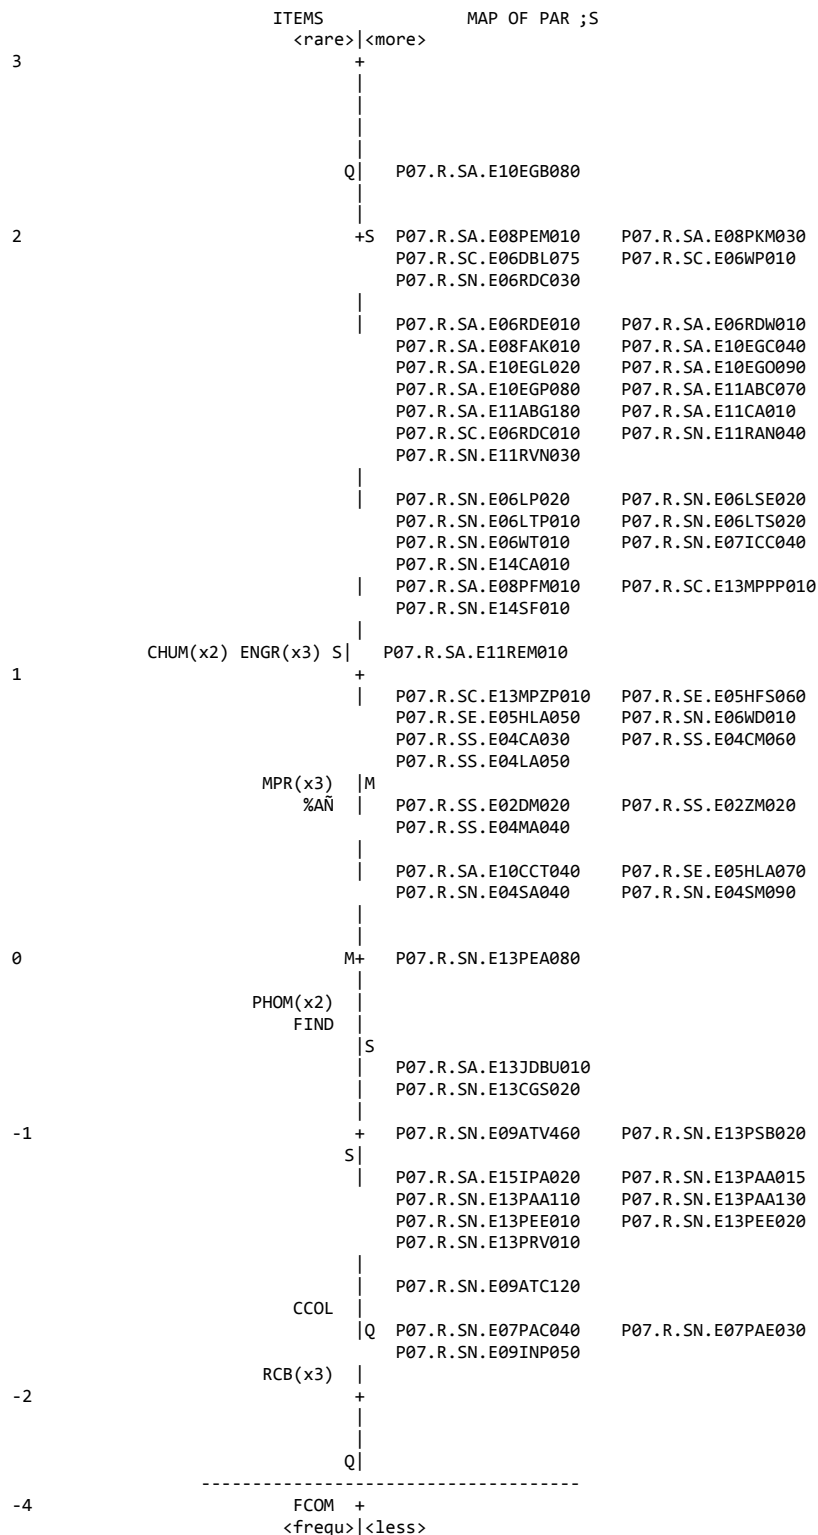 ITEMS MAP OF PAR ;S
<rare>|<more>
3 +
|
|
|
|
Q| P07.R.SA.E10EGB080
|
|
2 +S P07.R.SA.E08PEM010 P07.R.SA.E08PKM030
P07.R.SC.E06DBL075 P07.R.SC.E06WP010
P07.R.SN.E06RDC030
|
| P07.R.SA.E06RDE010 P07.R.SA.E06RDW010
P07.R.SA.E08FAK010 P07.R.SA.E10EGC040
P07.R.SA.E10EGL020 P07.R.SA.E10EGO090
P07.R.SA.E10EGP080 P07.R.SA.E11ABC070
P07.R.SA.E11ABG180 P07.R.SA.E11CA010
P07.R.SC.E06RDC010 P07.R.SN.E11RAN040
P07.R.SN.E11RVN030
|
| P07.R.SN.E06LP020 P07.R.SN.E06LSE020
P07.R.SN.E06LTP010 P07.R.SN.E06LTS020
P07.R.SN.E06WT010 P07.R.SN.E07ICC040
P07.R.SN.E14CA010
| P07.R.SA.E08PFM010 P07.R.SC.E13MPPP010
P07.R.SN.E14SF010
|
CHUM(x2) ENGR(x3) S| P07.R.SA.E11REM010
1 +
| P07.R.SC.E13MPZP010 P07.R.SE.E05HFS060
P07.R.SE.E05HLA050 P07.R.SN.E06WD010
P07.R.SS.E04CA030 P07.R.SS.E04CM060
P07.R.SS.E04LA050
MPR(x3) |M
%AÑ | P07.R.SS.E02DM020 P07.R.SS.E02ZM020
P07.R.SS.E04MA040
|
| P07.R.SA.E10CCT040 P07.R.SE.E05HLA070
P07.R.SN.E04SA040 P07.R.SN.E04SM090
|
|
0 M+ P07.R.SN.E13PEA080
|
PHOM(x2) |
FIND |
|S
| P07.R.SA.E13JDBU010
| P07.R.SN.E13CGS020
|
-1 + P07.R.SN.E09ATV460 P07.R.SN.E13PSB020
S|
| P07.R.SA.E15IPA020 P07.R.SN.E13PAA015
P07.R.SN.E13PAA110 P07.R.SN.E13PAA130
P07.R.SN.E13PEE010 P07.R.SN.E13PEE020
P07.R.SN.E13PRV010
|
| P07.R.SN.E09ATC120
CCOL |
|Q P07.R.SN.E07PAC040 P07.R.SN.E07PAE030
P07.R.SN.E09INP050
RCB(x3) |
-2 +
|
|
Q|
-------------------------------------
-4 FCOM +
<frequ>|<less>